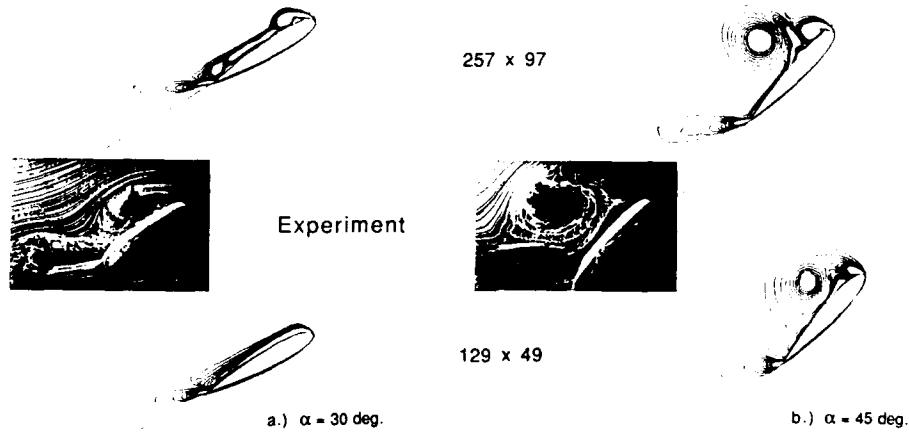 257 x 97
Experiment
129 x 49
a.) α = 30 deg.
b.) α = 45 deg.